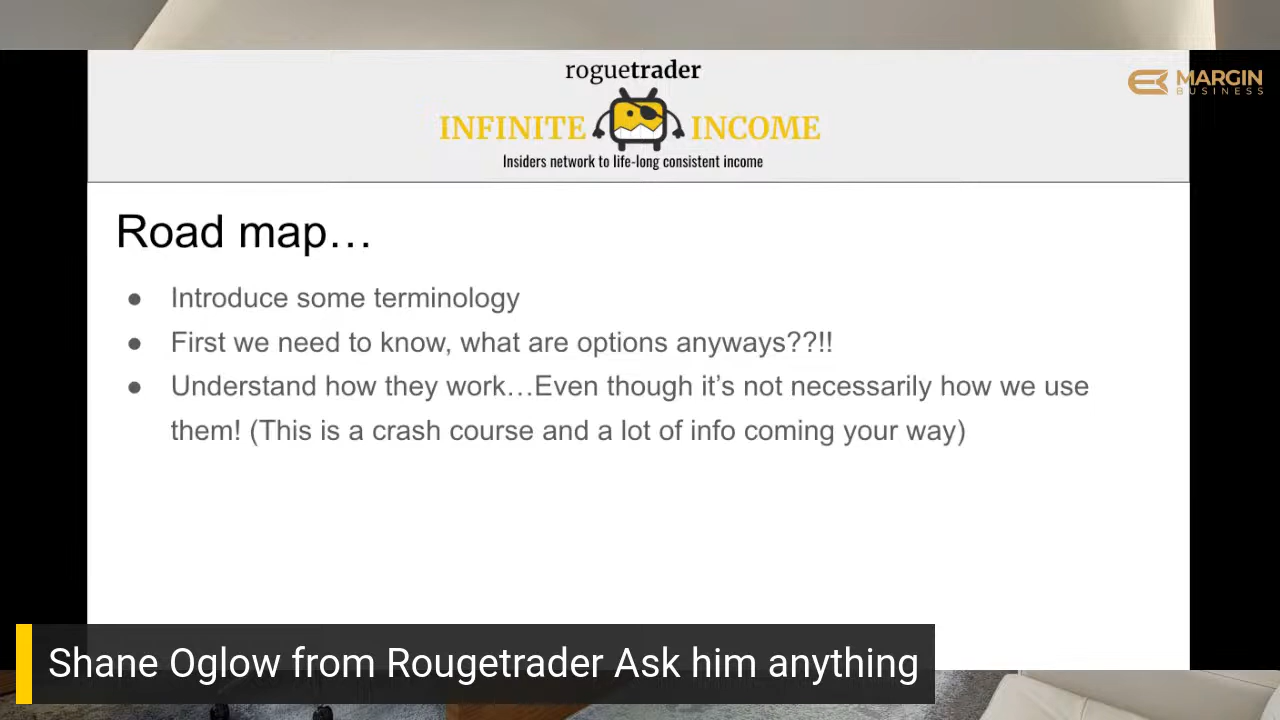 roguetrader
MARGIN
BUSINESS
INFINITE INCOME
Insiders network to life-long consistent income
Road map…
● Introduce some terminology
● First we need to know, what are options anyways??!!
● Understand how they work…Even though it’s not necessarily how we use
them! (This is a crash course and a lot of info coming your way)
Shane Oglow from Rougetrader Ask him anything